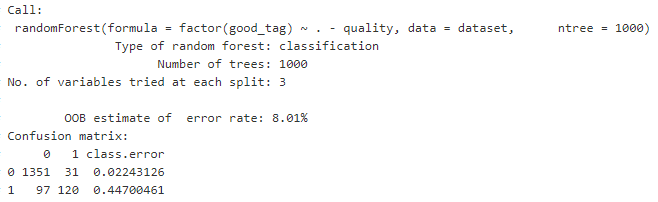 Call:
 randomForest(formula = factor(good_tag) ~ . - quality, data = dataset,      ntree = 1000)
               Type of random forest: classification
                     Number of trees: 1000
No. of variables tried at each split: 3

        OOB estimate of  error rate: 8.01%
Confusion matrix:
     0   1 class.error
0 1351  31  0.02243126
1   97 120  0.44700461